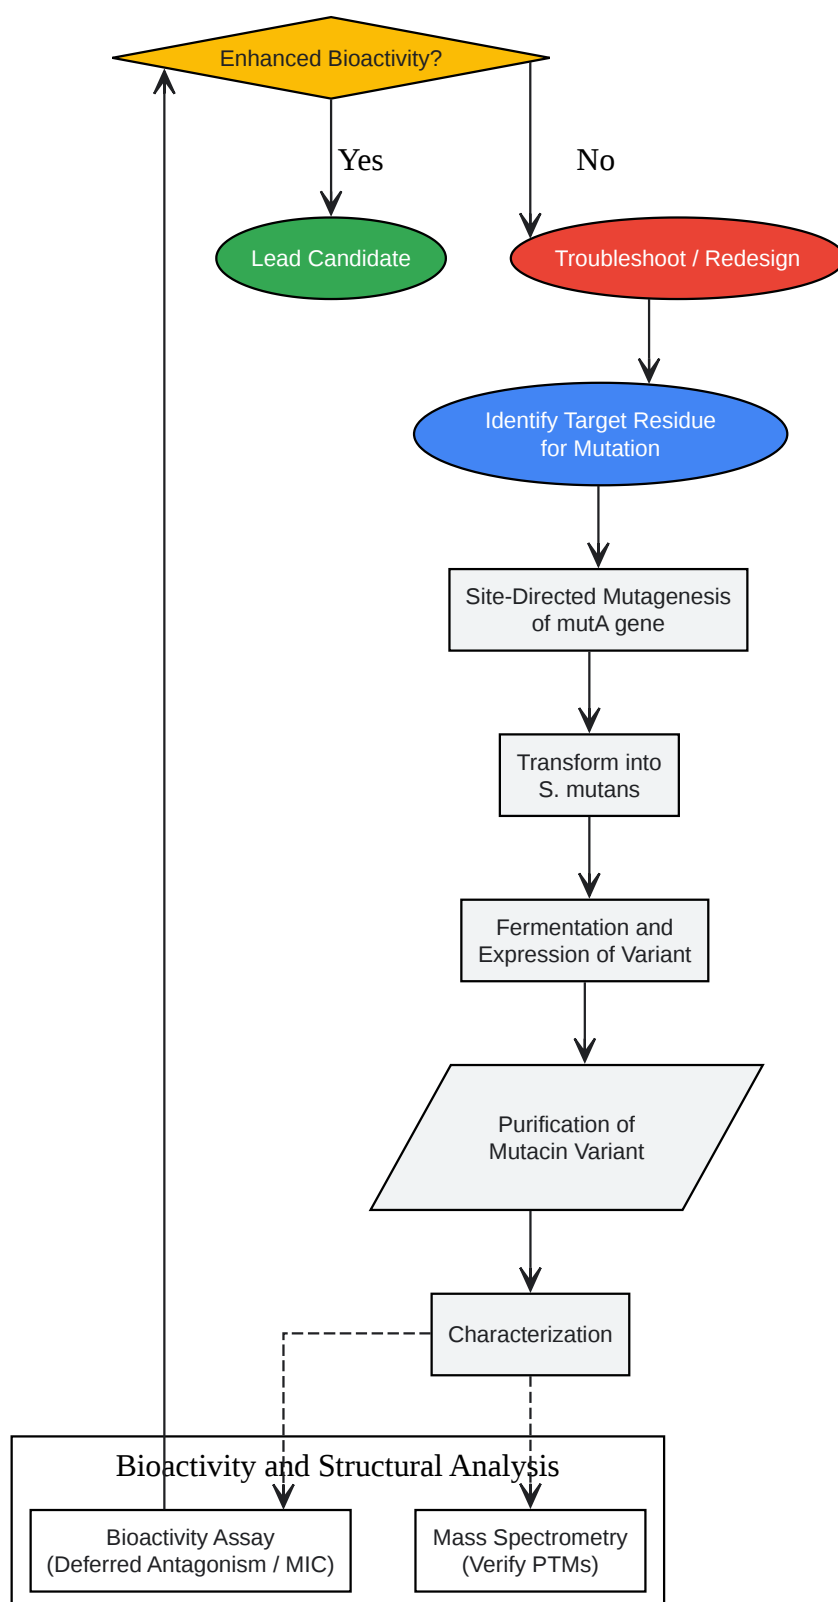 Enhanced Bioactivity?
Yes
No
Lead Candidate
Troubleshoot / Redesign
Identify Target Residue
for Mutation
Site-Directed Mutagenesis
of mutA gene
Transform into
S. mutans
Fermentation and
Expression of Variant
Purification of
Mutacin Variant
Characterization
Bioactivity and Structural Analysis
Bioactivity Assay
(Deferred Antagonism / MIC)
Mass Spectrometry
(Verify PTMs)